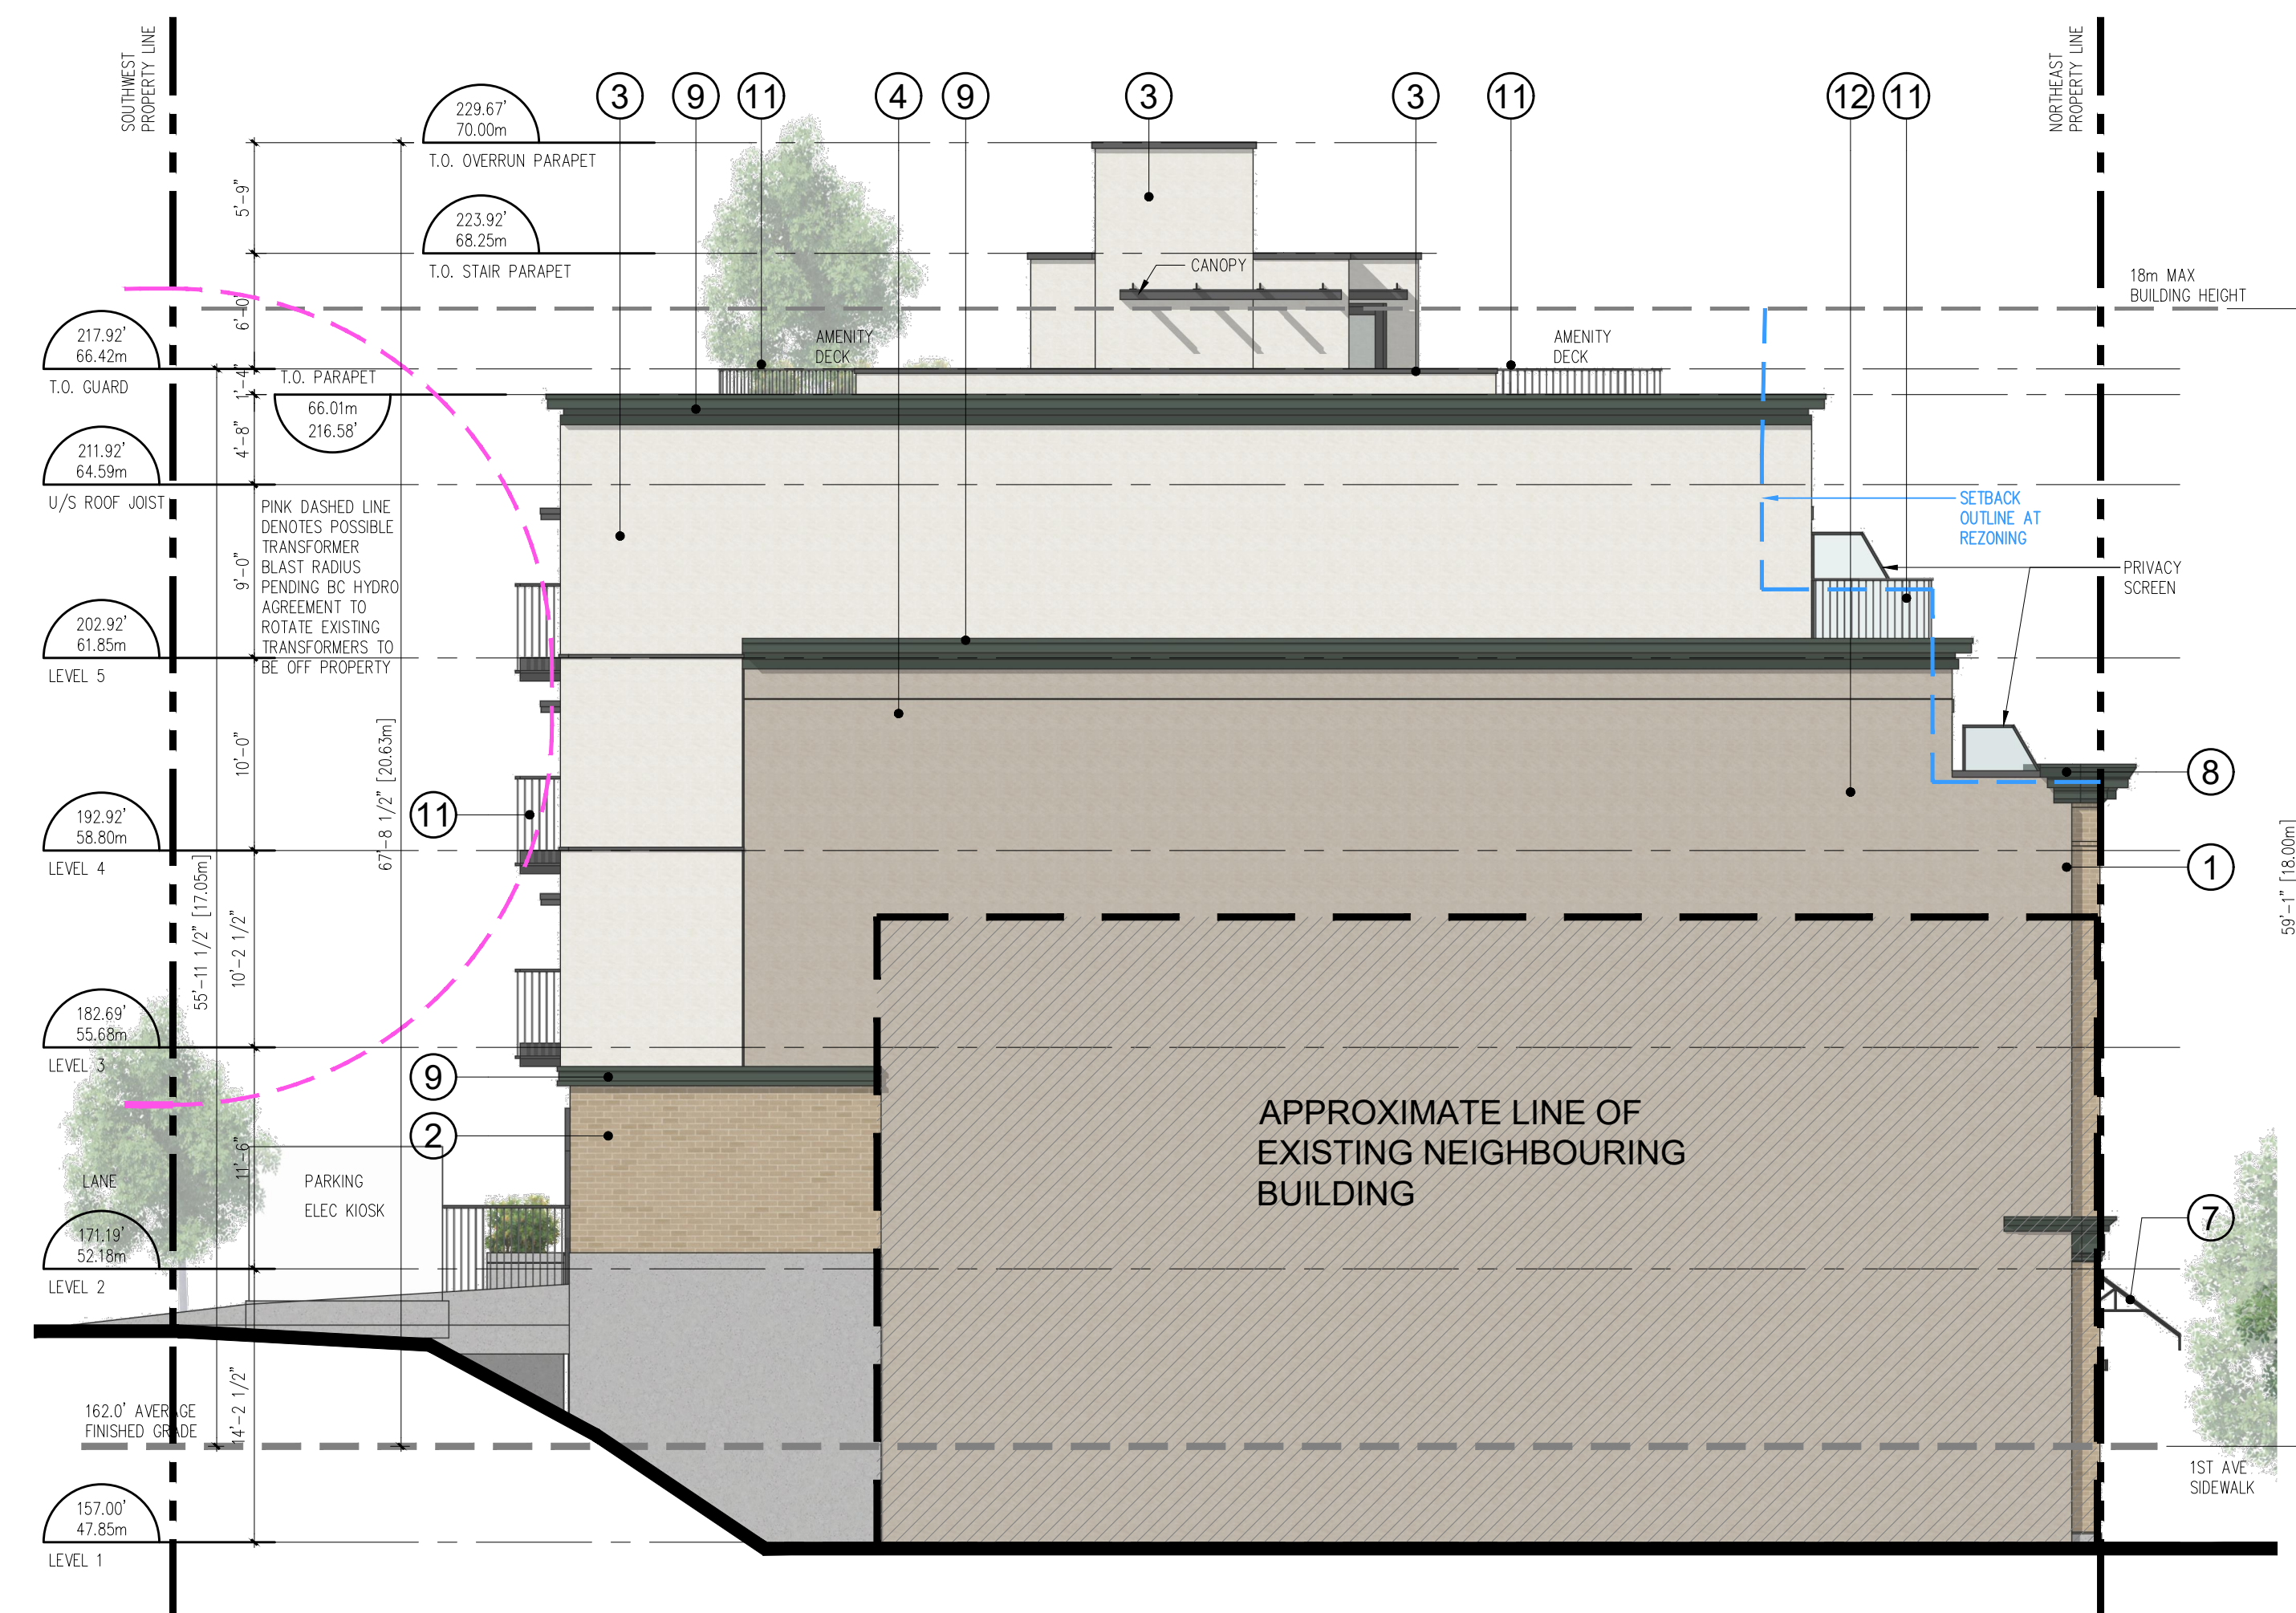 SOUTHWEST
PROPERTY LINE
229.67'
70.00m
T.O. OVERRUN PARAPET
3
9
11
4
9
3
3
11
12
11
NORTHEAST
PROPERTY LINE
5'-9"
223.92'
68.25m
T.O. STAIR PARAPET
CANOPY
18m MAX
BUILDING HEIGHT
6'-0"
217.92'
66.42m
T.O. GUARD
AMENITY
DECK
AMENITY
DECK
1'-4"
T.O. PARAPET
66.01m
216.58'
4'-8"
211.92'
64.59m
U/S ROOF JOIST
PINK DASHED LINE
DENOTES POSSIBLE
TRANSFORMER
BLAST RADIUS
PENDING BC HYDRO
AGREEMENT TO
ROTATE EXISTING
TRANSFORMERS TO
BE OFF PROPERTY
SETBACK
OUTLINE AT
REZONING
9'-0"
PRIVACY
SCREEN
202.92'
61.85m
LEVEL 5
10'-0"
67'-8 1/2" [20.63m]
8
11
192.92'
58.80m
LEVEL 4
1
59'-1" [18.00m]
55'-11 1/2" [17.05m]
10'-2 1/2"
182.69'
55.68m
LEVEL 3
9
2
APPROXIMATE LINE OF
EXISTING NEIGHBOURING
BUILDING
11'-6"
LANE
PARKING
ELEC KIOSK
171.19'
52.18m
LEVEL 2
7
162.0' AVERAGE
FINISHED GRADE
14'-2 1/2"
1ST AVE
SIDEWALK
157.00'
47.85m
LEVEL 1